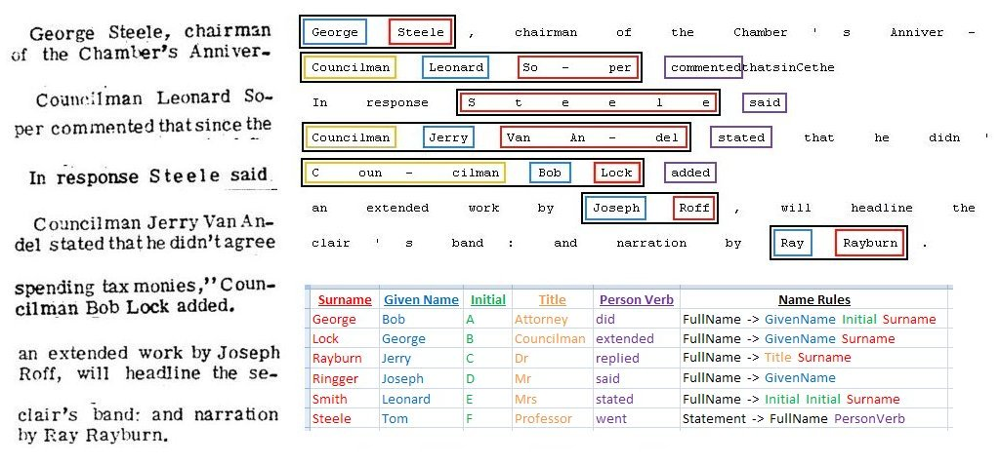 George Steele, chairman
of the Chamber's Anniver-
Councilman Leonard So-
per commented that since the
In response Steele said
Councilman Jerry Van An-
del stated that he didn't agree
spending tax monies," Coun-
cilman Bob Lock added.
an extended work by Joseph
Roff, will headline the se-
clair's band: and narration
by Ray Rayburn.
George Steele , chairman of the Chamber ' s Anniver -
Councilman Leonard So - per commentedthatsinCethe
In response S t e e l e said
Councilman Jerry Van An - del stated that he didn '
C oun - cilman Bob Lock added
an extended work by Joseph Roff , will headline the
clair ' s band : and narration by Ray Rayburn .
Surname Given Name Initial Title Person Verb Name Rules
George Bob A Attorney did FullName -> GivenName Initial Surname
Lock George B Councilman extended FullName -> GivenName Surname
Rayburn Jerry C Dr replied FullName -> Title Surname
Ringger Joseph D Mr said FullName -> GivenName
Smith Leonard E Mrs stated FullName -> Initial Initial Surname
Steele Tom F Professor went Statement -> FullName PersonVerb